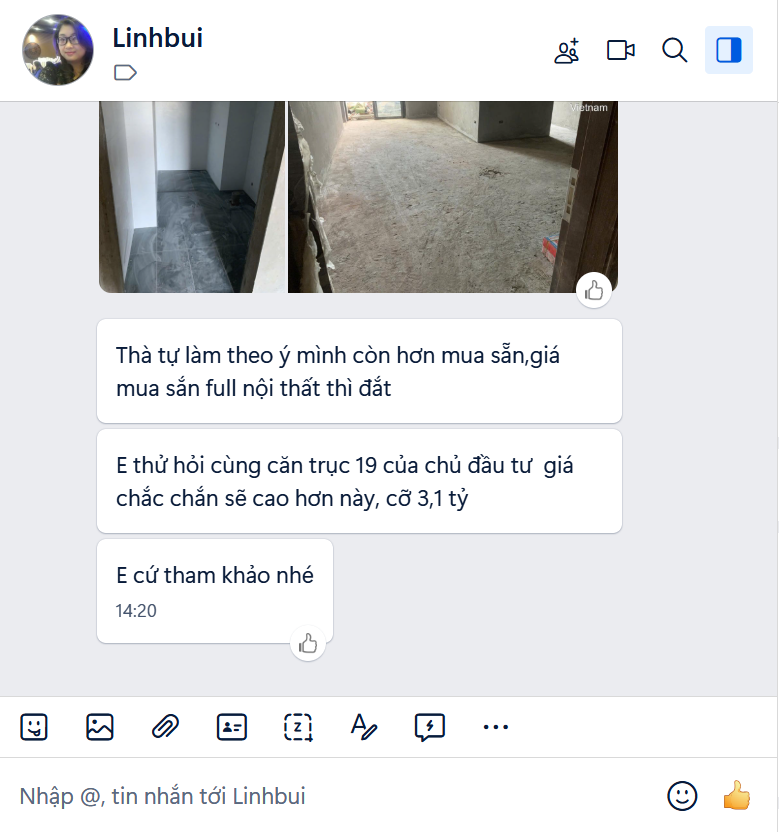 Linhbui
Vietnam
Thà tự làm theo ý mình còn hơn mua sẵn,giá
mua sắn full nội thất thì đắt
E thử hỏi cùng căn trục 19 của chủ đầu tư  giá
chắc chắn sẽ cao hơn này, cỡ 3,1 tỷ
E cứ tham khảo nhé
14:20
Nhập @, tin nhắn tới Linhbui